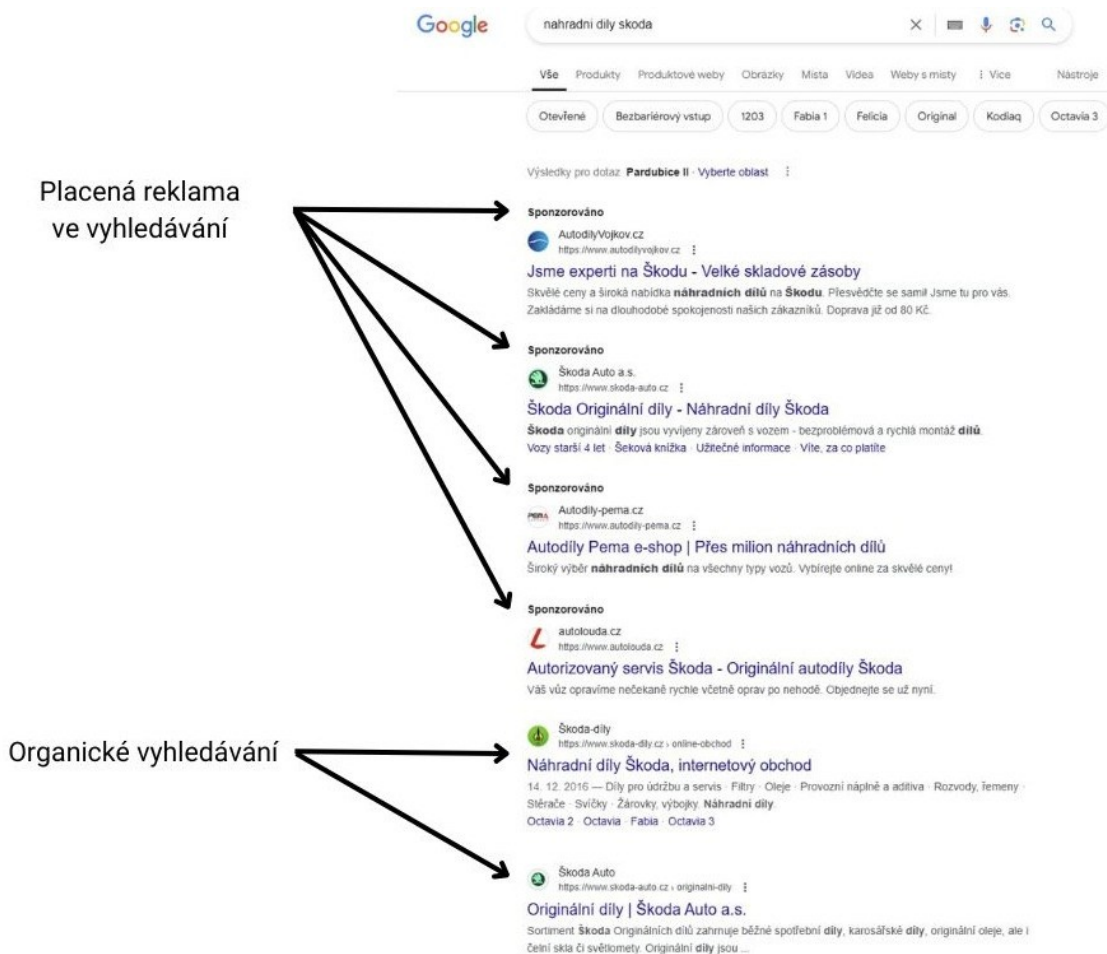 Google
nahradni dily skoda
Vše Produkty Produktové weby Obrázky Místa Videa Weby s místy Více Nástroje
Otevřené Bezbariérový vstup 1203 Fabia 1 Felicia Original Kodiaq Octavia 3
Výsledky pro dotaz Pardubice II · Vyberte oblast
Placená reklama
ve vyhledávání
Sponzorováno
AutodilyVojkov.cz
https://www.autodilyvojkov.cz
Jsme experti na Škodu - Velké skladové zásoby
Skvělé ceny a široká nabídka náhradních dílů na Škodu. Přesvědčte se sami! Jsme tu pro vás.
Zakládáme si na dlouhodobé spokojenosti našich zákazníků. Doprava již od 80 Kč.
Sponzorováno
Škoda Auto a.s.
https://www.skoda-auto.cz
Škoda Originální díly - Náhradní díly Škoda
Škoda originální díly jsou vyvíjeny zároveň s vozem - bezproblémová a rychlá montáž dílů.
Vozy starší 4 let · Šeková knížka · Užitečné informace · Víte, za co platíte
Sponzorováno
PEMA
Autodily-pema.cz
https://www.autodily-pema.cz
Autodíly Pema e-shop | Přes milion náhradních dílů
Široký výběr náhradních dílů na všechny typy vozů. Vybírejte online za skvělé ceny!
Sponzorováno
autolouda.cz
https://www.autolouda.cz
Autorizovaný servis Škoda - Originální autodíly Škoda
Váš vůz opravíme nečekaně rychle včetně oprav po nehodě. Objednejte se už nyní.
Organické vyhledávání
Škoda-díly
https://www.skoda-dily.cz › online-obchod
Náhradní díly Škoda, internetový obchod
14. 12. 2016 — Díly pro údržbu a servis · Filtry · Oleje · Provozní náplně a aditiva · Rozvody, řemeny ·
Stěrače · Svíčky · Žárovky, výbojky. Náhradní díly.
Octavia 2 · Octavia · Fabia · Octavia 3
Škoda Auto
https://www.skoda-auto.cz › originalni-dily
Originální díly | Škoda Auto a.s.
Sortiment Škoda Originálních dílů zahrnuje běžné spotřební díly, karosářské díly, originální oleje, ale i
čelní skla či světlomety. Originální díly jsou ...